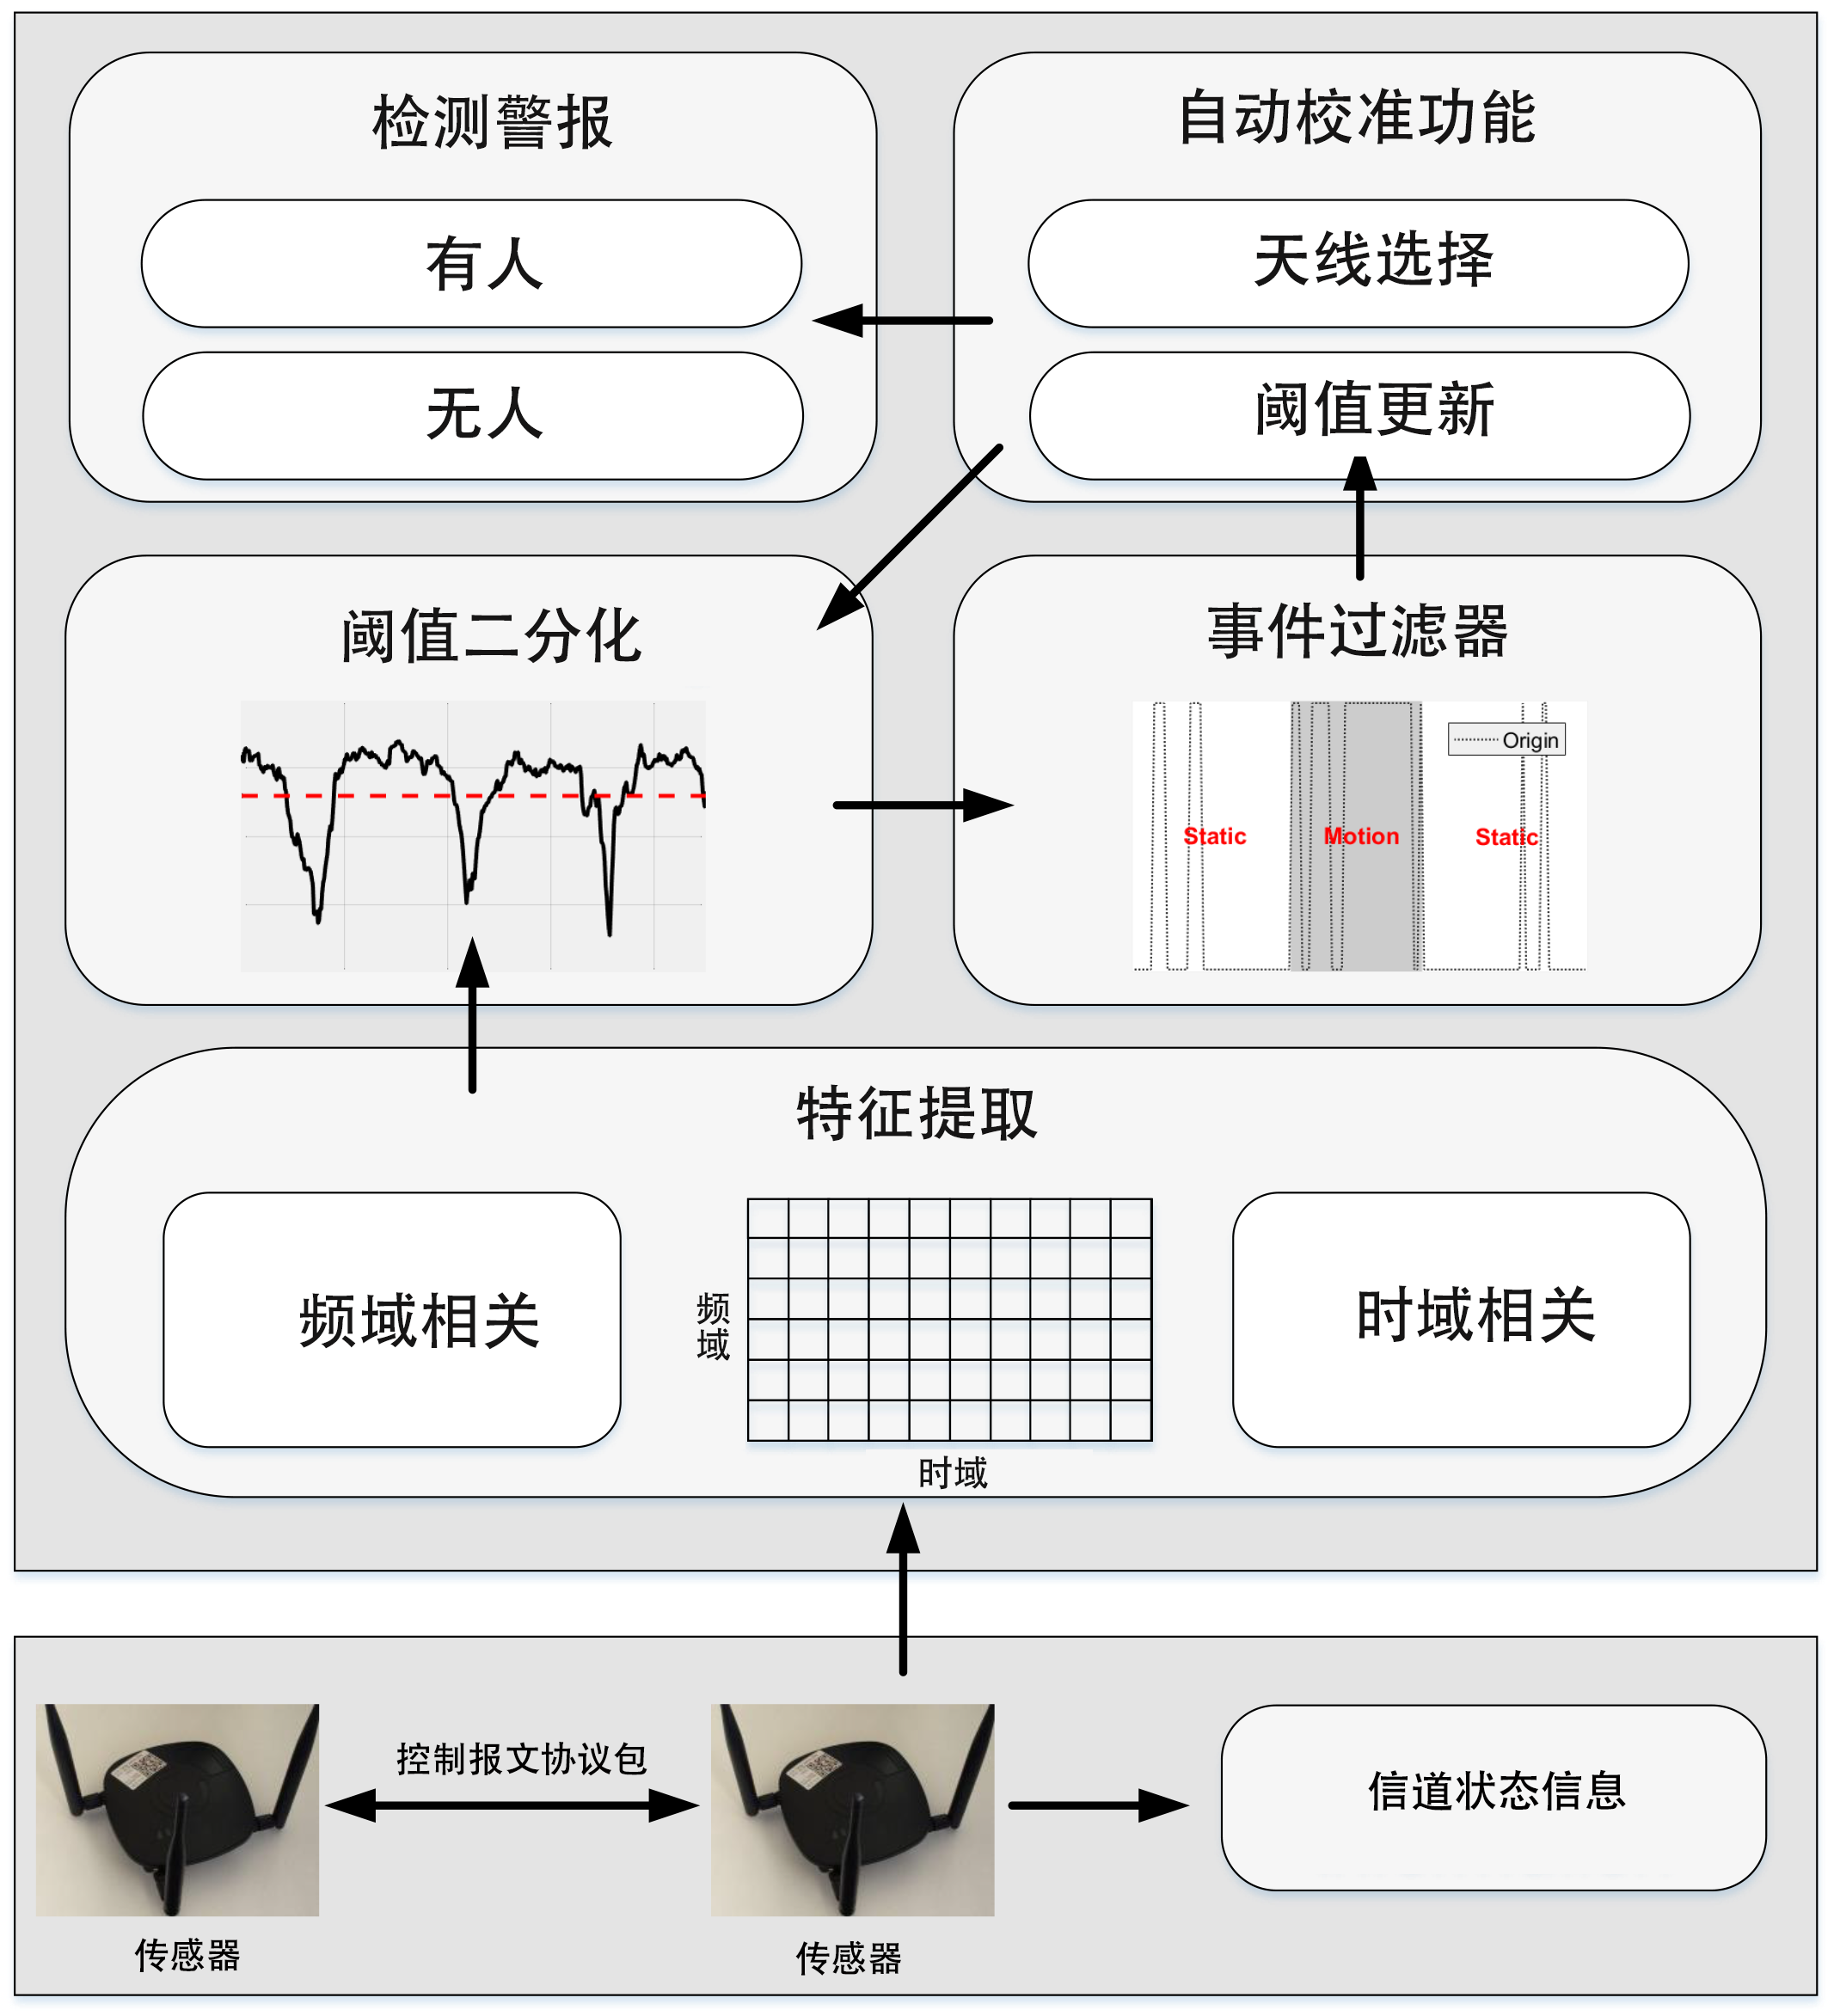 检测警报
有人
无人
自动校准功能
天线选择
阈值更新
阈值二分化
事件过滤器
Origin
Static
Motion
Static
特征提取
频域相关
频域
时域
时域相关
控制报文协议包
传感器
传感器
信道状态信息